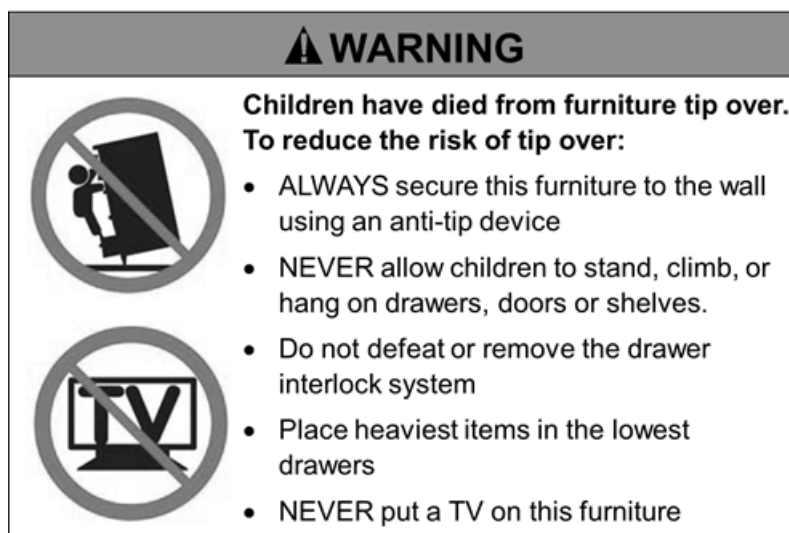 WARNING
Children have died from furniture tip over.
To reduce the risk of tip over:
• ALWAYS secure this furniture to the wall
using an anti-tip device
• NEVER allow children to stand, climb, or
hang on drawers, doors or shelves.
• Do not defeat or remove the drawer
interlock system
• Place heaviest items in the lowest
drawers
TV
• NEVER put a TV on this furniture